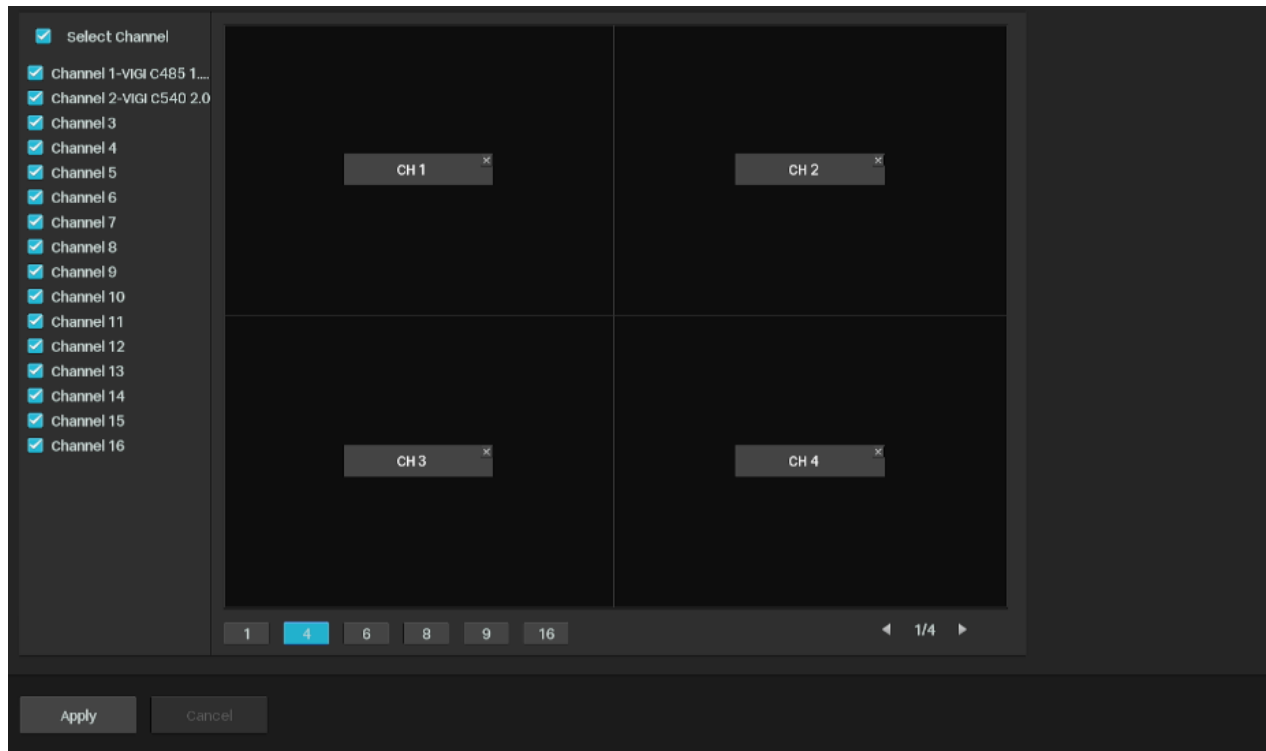 Select Channel
Channel 1-VIGI C485 1....
Channel 2-VIGI C540 2.0
Channel 3
Channel 4
Channel 5
Channel 6
Channel 7
Channel 8
Channel 9
Channel 10
Channel 11
Channel 12
Channel 13
Channel 14
Channel 15
Channel 16
CH 1
CH 2
CH 3
CH 4
1 4 6 8 9 16
1/4
Apply Cancel